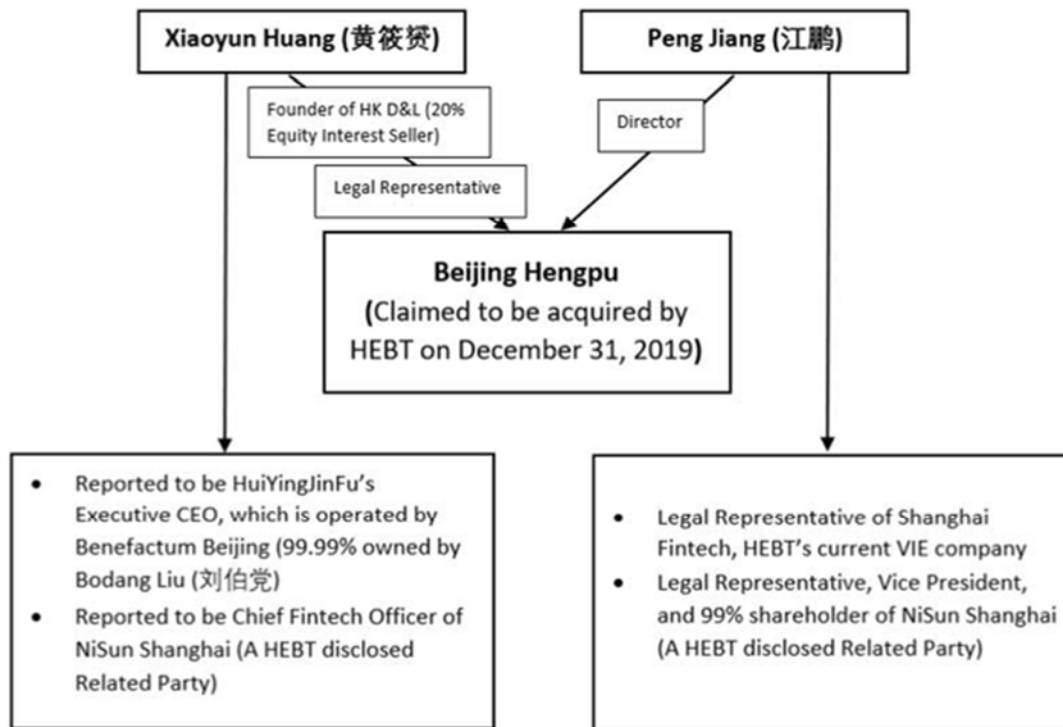 Xiaoyun Huang (黄筱赟)
Peng Jiang (江鹏)
Founder of HK D&L (20%
Equity Interest Seller)
Director
Legal Representative
Beijing Hengpu
(Claimed to be acquired by
HEBT on December 31, 2019)
• Reported to be HuiYingJinFu's
Executive CEO, which is operated by
Benefactum Beijing (99.99% owned by
Bodang Liu (刘伯党)
• Reported to be Chief Fintech Officer of
NiSun Shanghai (A HEBT disclosed
Related Party)
• Legal Representative of Shanghai
Fintech, HEBT's current VIE company
• Legal Representative, Vice President,
and 99% shareholder of NiSun Shanghai
(A HEBT disclosed Related Party)